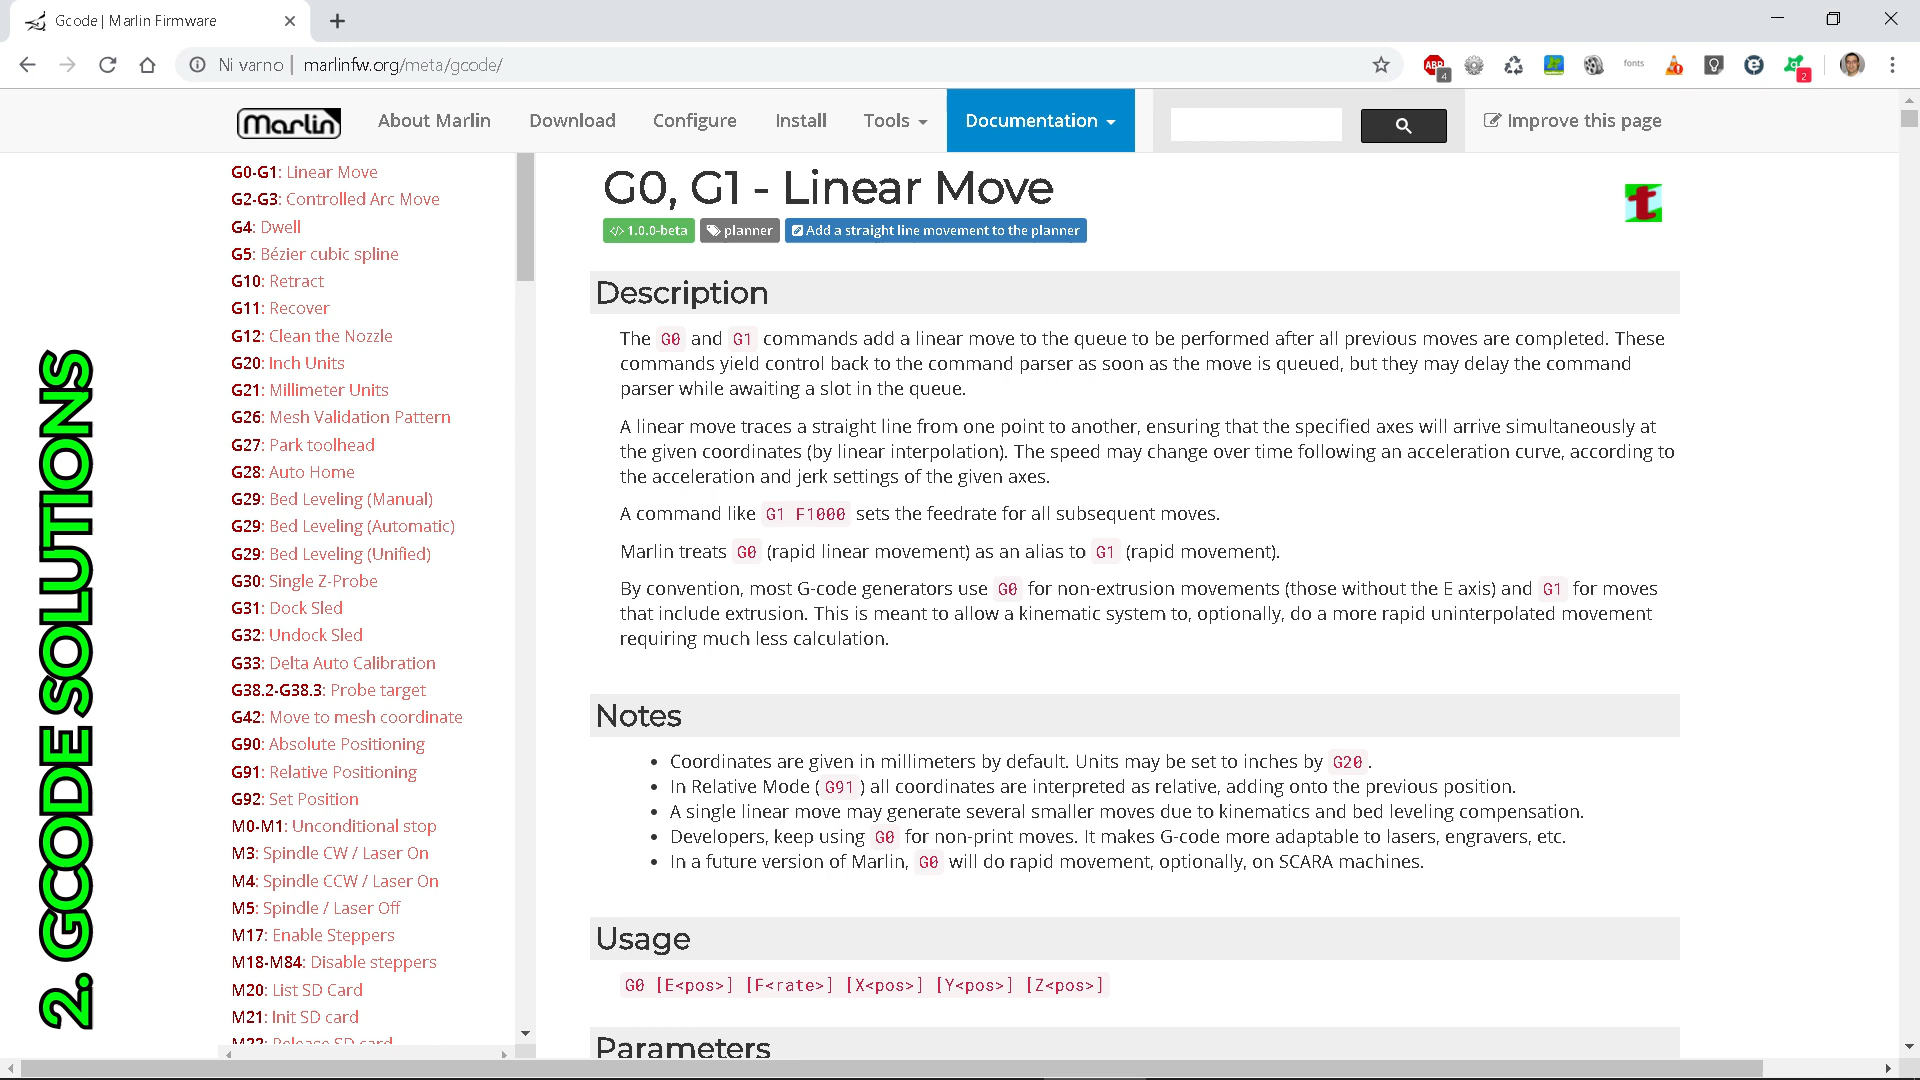 Gcode | Marlin Firmware
Ni varno | marlinfw.org/meta/gcode/
ABP
4
fonts
2
Marlin
About Marlin
Download
Configure
Install
Tools
Documentation
Improve this page
2. GCODE SOLUTIONS
G0-G1: Linear Move
G2-G3: Controlled Arc Move
G4: Dwell
G5: Bézier cubic spline
G10: Retract
G11: Recover
G12: Clean the Nozzle
G20: Inch Units
G21: Millimeter Units
G26: Mesh Validation Pattern
G27: Park toolhead
G28: Auto Home
G29: Bed Leveling (Manual)
G29: Bed Leveling (Automatic)
G29: Bed Leveling (Unified)
G30: Single Z-Probe
G31: Dock Sled
G32: Undock Sled
G33: Delta Auto Calibration
G38.2-G38.3: Probe target
G42: Move to mesh coordinate
G90: Absolute Positioning
G91: Relative Positioning
G92: Set Position
M0-M1: Unconditional stop
M3: Spindle CW / Laser On
M4: Spindle CCW / Laser On
M5: Spindle / Laser Off
M17: Enable Steppers
M18-M84: Disable steppers
M20: List SD Card
M21: Init SD card
M22: Release SD card
G0, G1 - Linear Move
t
</> 1.0.0-beta
planner
Add a straight line movement to the planner
Description
The G0 and G1 commands add a linear move to the queue to be performed after all previous moves are completed. These
commands yield control back to the command parser as soon as the move is queued, but they may delay the command
parser while awaiting a slot in the queue.
A linear move traces a straight line from one point to another, ensuring that the specified axes will arrive simultaneously at
the given coordinates (by linear interpolation). The speed may change over time following an acceleration curve, according to
the acceleration and jerk settings of the given axes.
A command like G1 F1000 sets the feedrate for all subsequent moves.
Marlin treats G0 (rapid linear movement) as an alias to G1 (rapid movement).
By convention, most G-code generators use G0 for non-extrusion movements (those without the E axis) and G1 for moves
that include extrusion. This is meant to allow a kinematic system to, optionally, do a more rapid uninterpolated movement
requiring much less calculation.
Notes
• Coordinates are given in millimeters by default. Units may be set to inches by G20.
• In Relative Mode (G91) all coordinates are interpreted as relative, adding onto the previous position.
• A single linear move may generate several smaller moves due to kinematics and bed leveling compensation.
• Developers, keep using G0 for non-print moves. It makes G-code more adaptable to lasers, engravers, etc.
• In a future version of Marlin, G0 will do rapid movement, optionally, on SCARA machines.
Usage
G0 [E<pos>] [F<rate>] [X<pos>] [Y<pos>] [Z<pos>]
Parameters